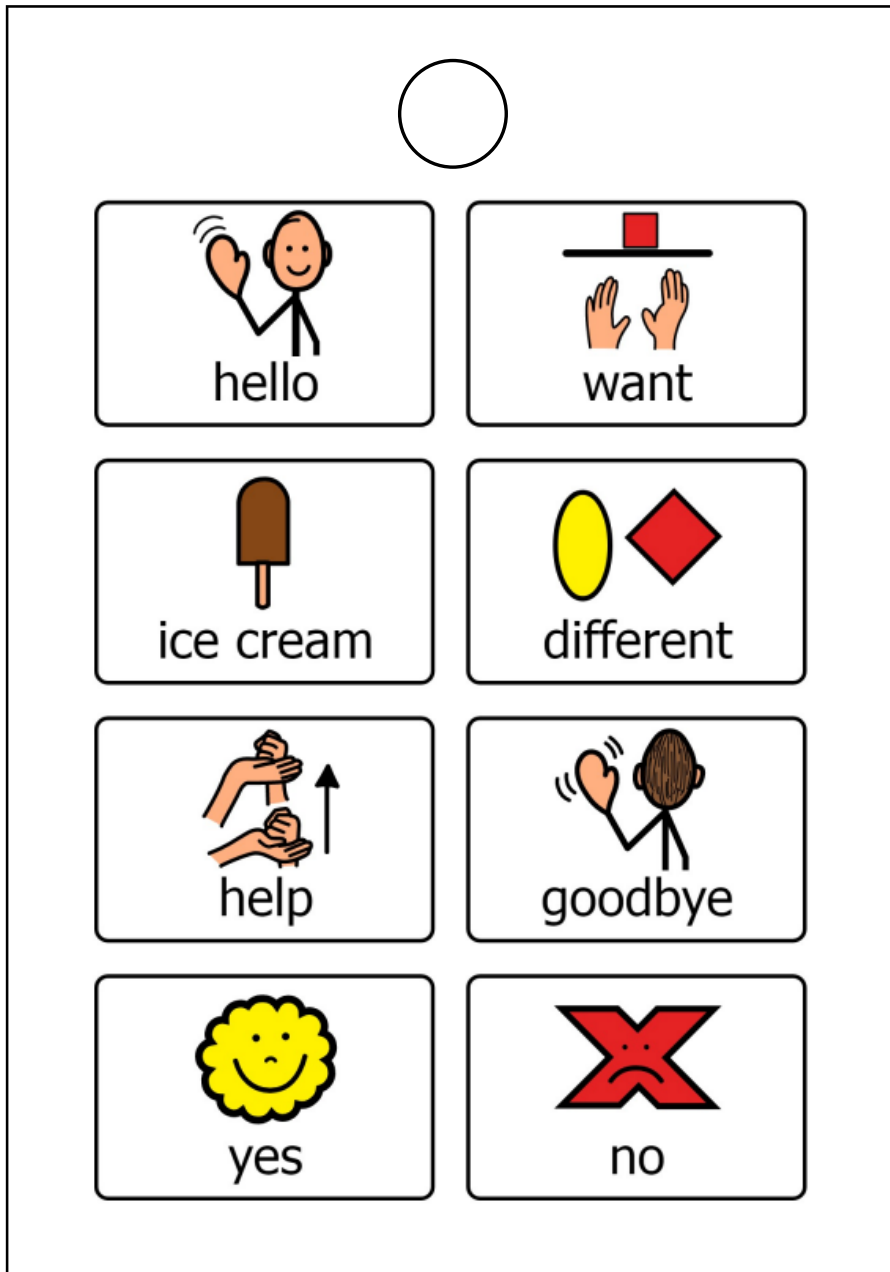 hello
want
ice cream
different
help
goodbye
yes
no